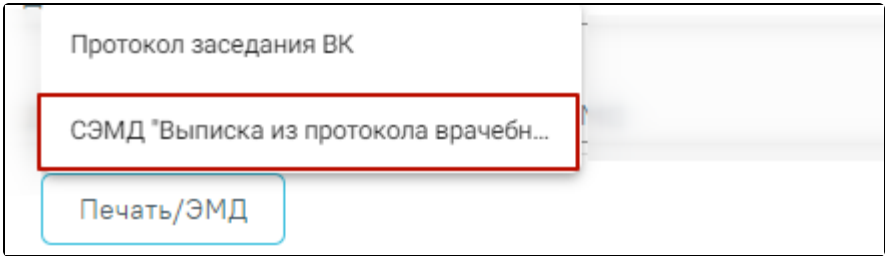 Протокол заседания ВК
СЭМД "Выписка из протокола врачебн...
Печать/ЭМД